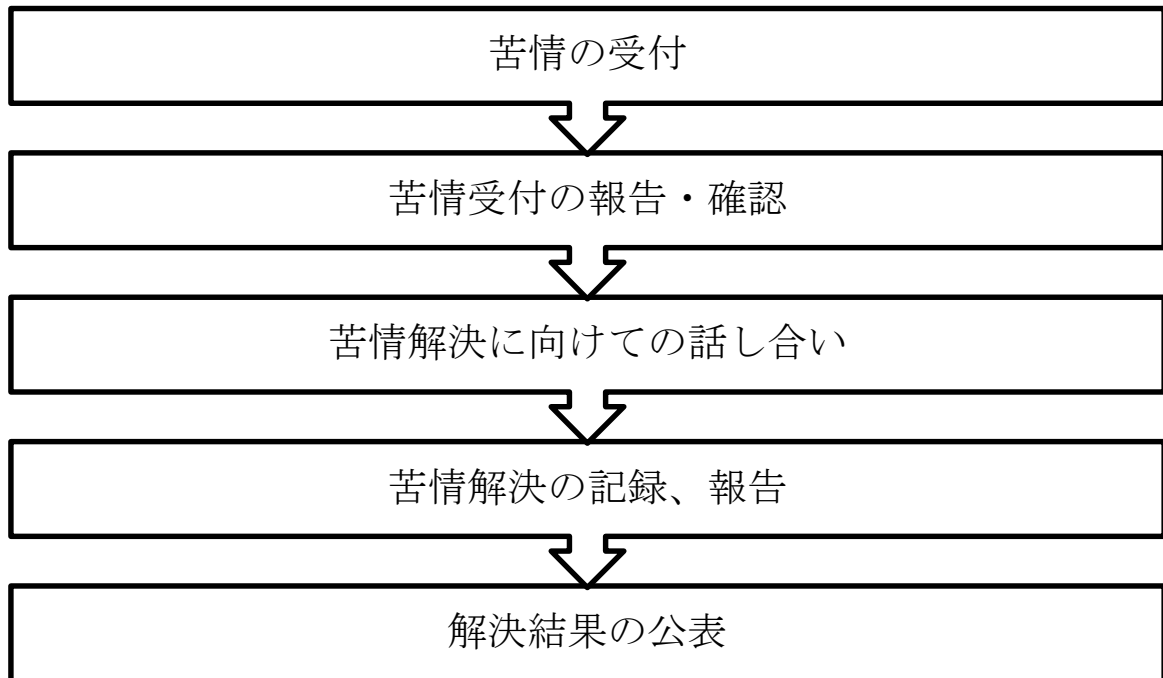 苦情の受付
苦情受付の報告・確認
苦情解決に向けての話し合い
苦情解決の記録、報告
解決結果の公表